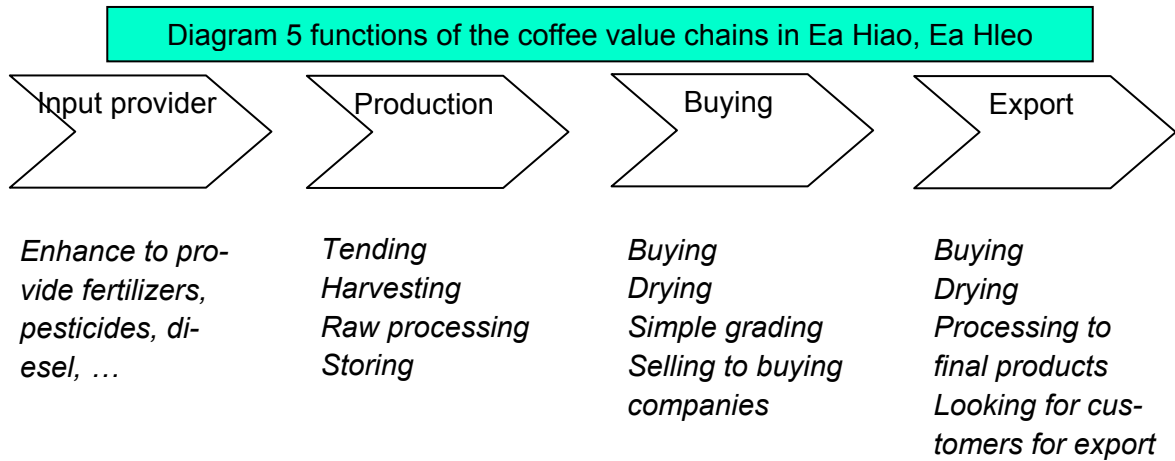 Diagram 5 functions of the coffee value chains in Ea Hiao, Ea Hleo
Input provider
Production
Buying
Export
Enhance to pro-
vide fertilizers,
pesticides, di-
esel, …
Tending
Harvesting
Raw processing
Storing
Buying
Drying
Simple grading
Selling to buying
companies
Buying
Drying
Processing to
final products
Looking for cus-
tomers for export